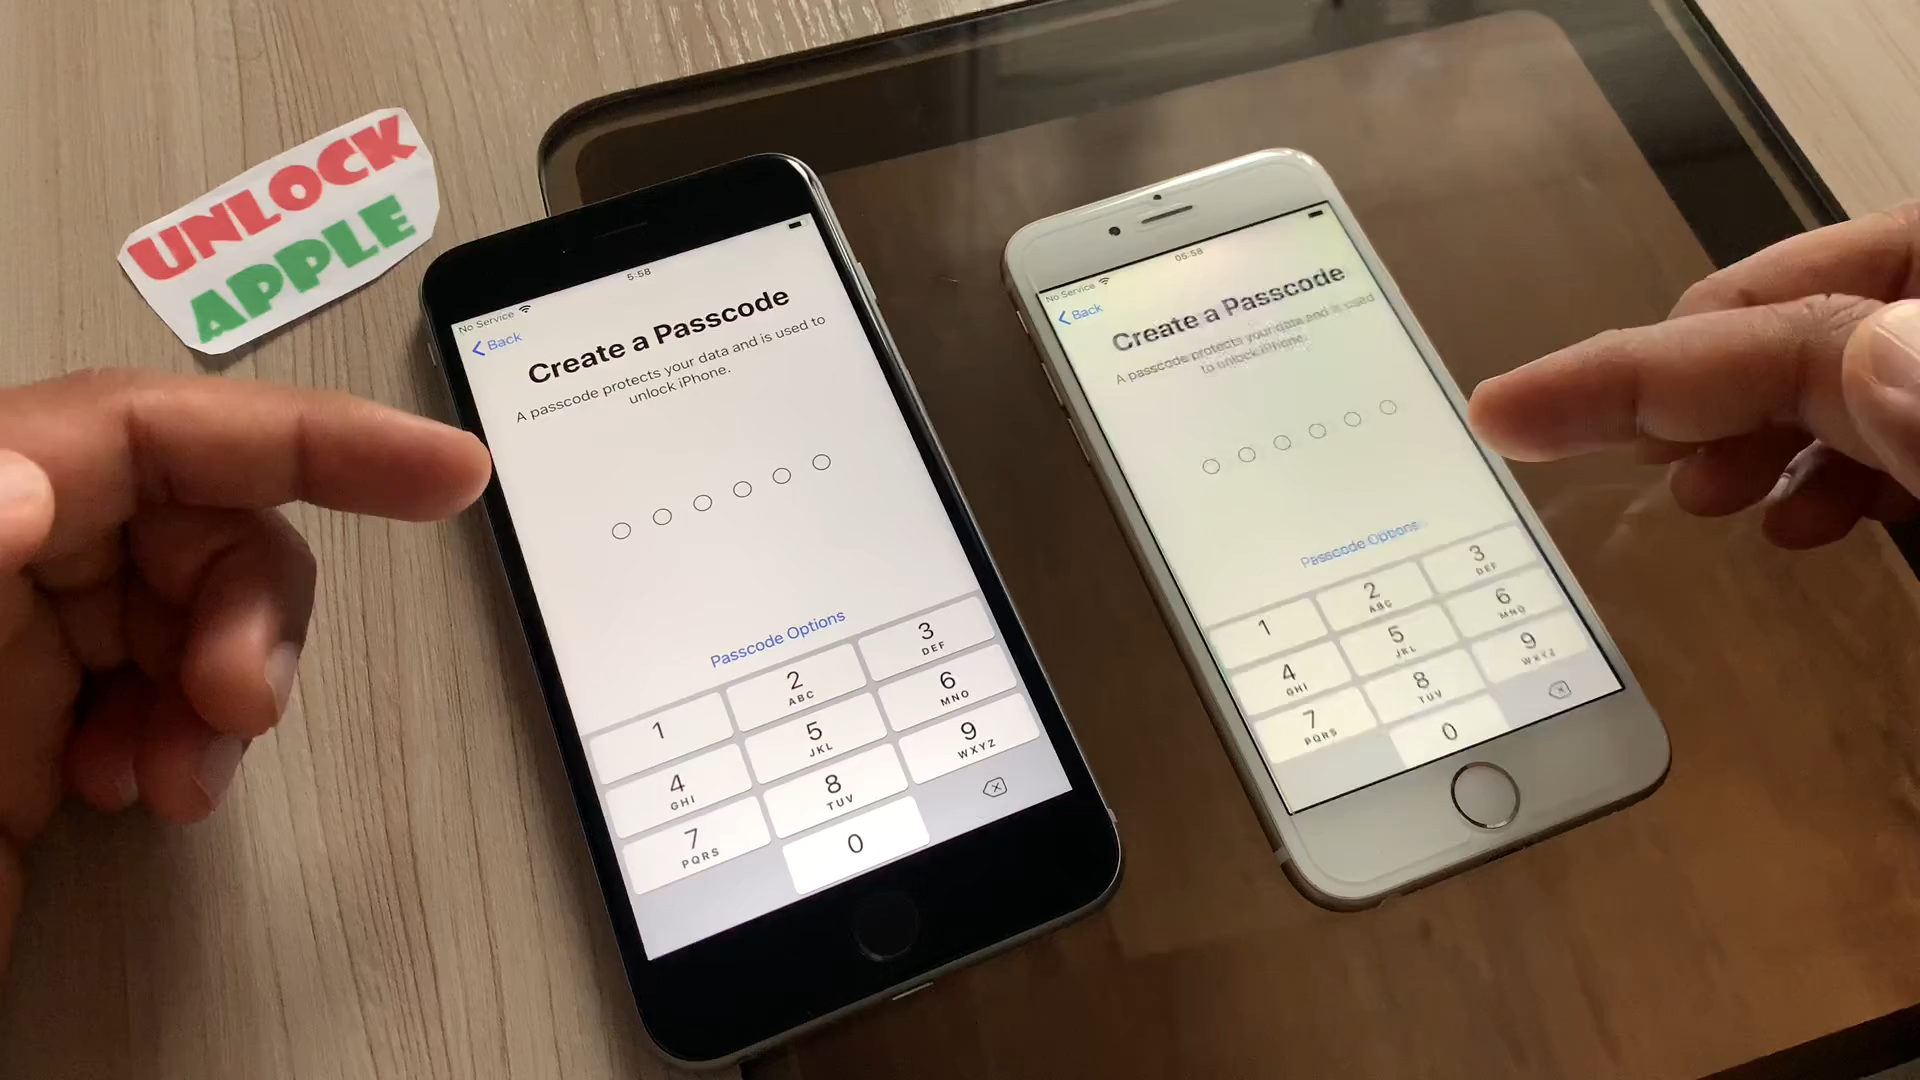 UNLOCK
APPLE
5:58
No Service
Back
Create a Passcode
A passcode protects your data and is used to
unlock iPhone.
Passcode Options
1
2
ABC
3
DEF
4
GHI
5
JKL
6
MNO
7
PQRS
8
TUV
9
WXYZ
0
05:58
No Service
Back
Create a Passcode
A passcode protects your data and is used
to unlock iPhone.
Passcode Options
1
2
ABC
3
DEF
4
GHI
5
JKL
6
MNO
7
PQRS
8
TUV
9
WXYZ
0